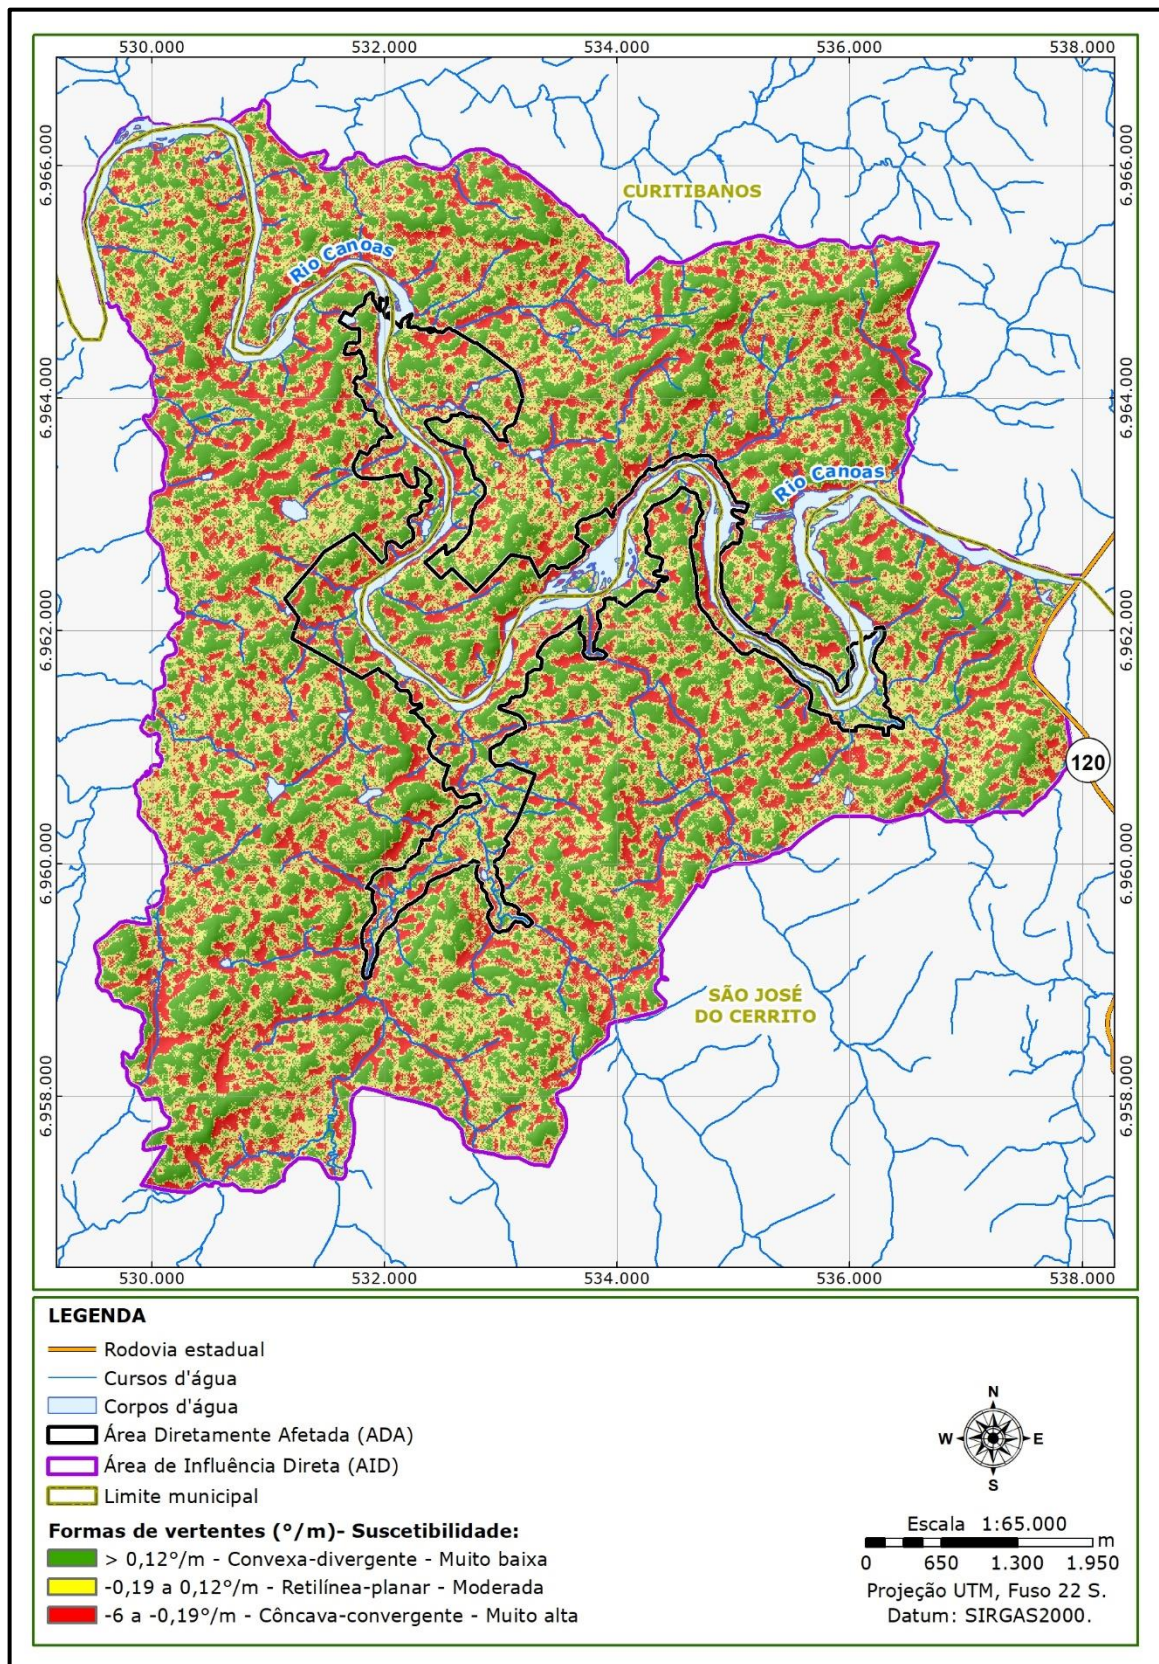 530.000 532.000 534.000 536.000 538.000
6.966.000
6.966.000
CURITIBANOS
Rio Canoas
6.964.000
6.964.000
Rio Canoas
6.962.000
6.962.000
120
6.960.000
6.960.000
SÃO JOSÉ
DO CERRITO
6.958.000
6.958.000
530.000 532.000 534.000 536.000 538.000
LEGENDA
Rodovia estadual
Cursos d'água
Corpos d'água
Área Diretamente Afetada (ADA)
Área de Influência Direta (AID)
Limite municipal
Formas de vertentes (°/m)- Suscetibilidade:
> 0,12°/m - Convexa-divergente - Muito baixa
-0,19 a 0,12°/m - Retilínea-planar - Moderada
-6 a -0,19°/m - Côncava-convergente - Muito alta
N
W E
S
Escala 1:65.000
m
0 650 1.300 1.950
Projeção UTM, Fuso 22 S.
Datum: SIRGAS2000.